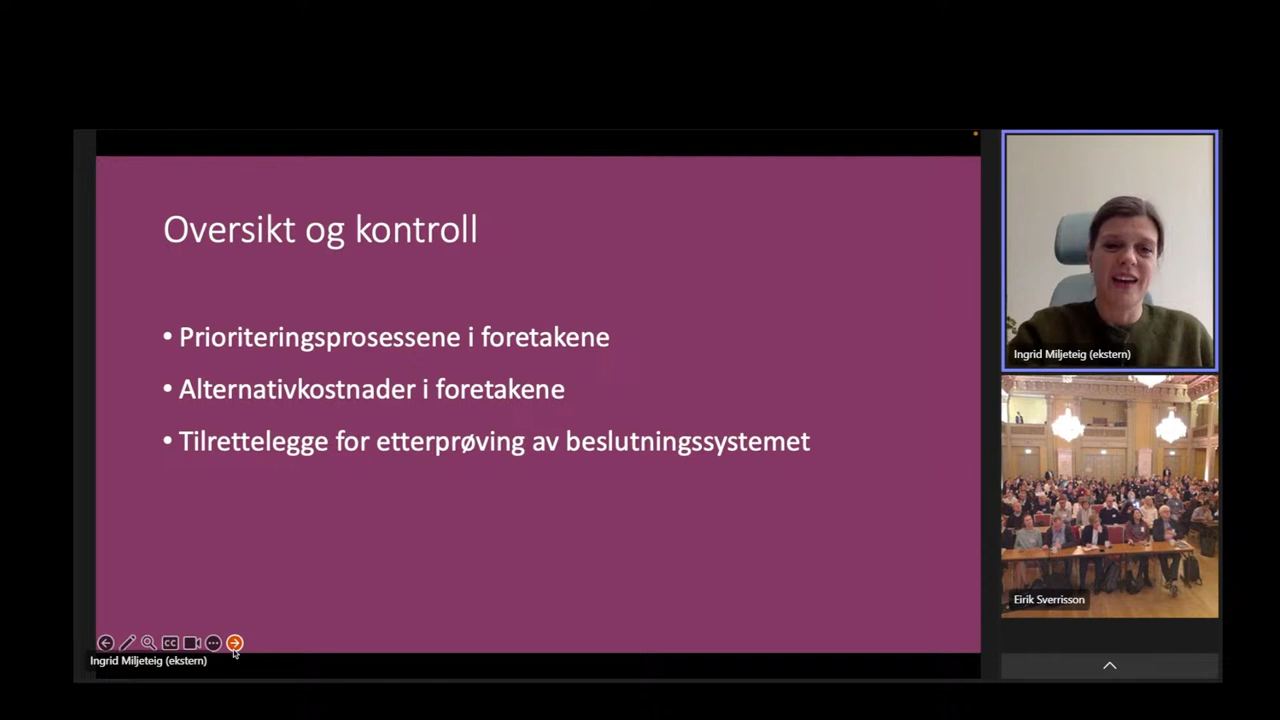 Oversikt og kontroll
• Prioriteringsprosessene i foretakene
• Alternativkostnader i foretakene
• Tilrettelegge for etterprøving av beslutningssystemet
CC
Ingrid Miljeteig (ekstern)
Ingrid Miljeteig (ekstern)
Eirik Sverrisson